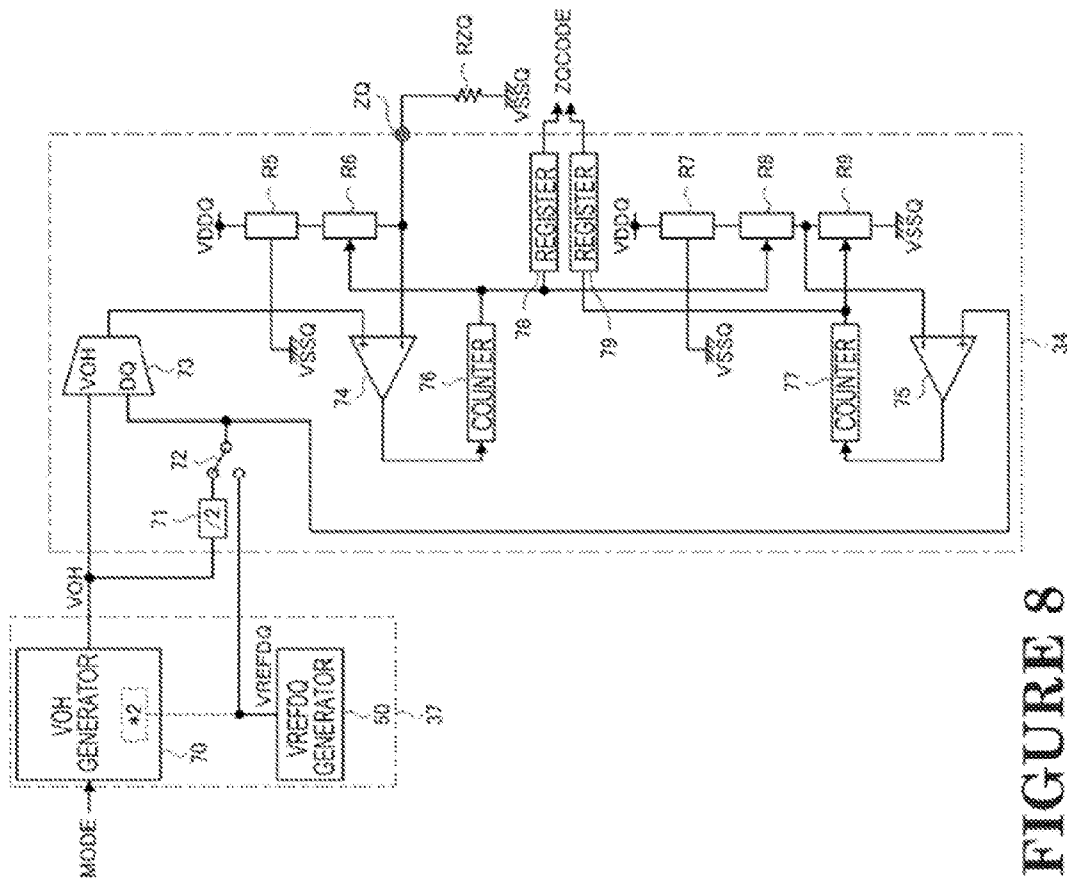 MODE
VOH
GENERATOR
*2
70
VREFDQ
VREFDQ
GENERATOR
50
37
VOH
71
/2
72
VOH
DQ
73
VSSQ
74
COUNTER
76
VDDQ
R5
R6
ZQ
RZQ
VSSQ
REGISTER
78
REGISTER
79
ZQCODE
VDDQ
R7
R8
R9
VSSQ
VSSQ
COUNTER
77
75
34
FIGURE 8